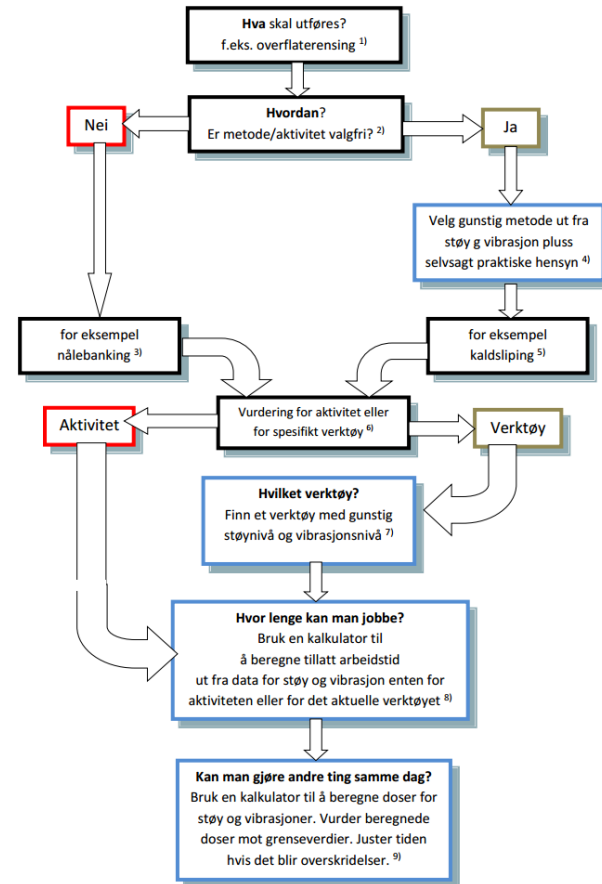 Hva skal utføres?
f.eks. overflaterensing 1)
Nei
Hvordan?
Er metode/aktivitet valgfri? 2)
Ja
Velg gunstig metode ut fra
støy g vibrasjon pluss
selvsagt praktiske hensyn 4)
for eksempel
nålebanking 3)
for eksempel
kaldsliping 5)
Aktivitet
Vurdering for aktivitet eller
for spesifikt verktøy 6)
Verktøy
Hvilket verktøy?
Finn et verktøy med gunstig
støynivå og vibrasjonsnivå 7)
Hvor lenge kan man jobbe?
Bruk en kalkulator til
å beregne tillatt arbeidstid
ut fra data for støy og vibrasjon enten for
aktiviteten eller for det aktuelle verktøyet 8)
Kan man gjøre andre ting samme dag?
Bruk en kalkulator til å beregne doser for
støy og vibrasjoner. Vurder beregnede
doser mot grenseverdier. Juster tiden
hvis det blir overskridelser. 9)